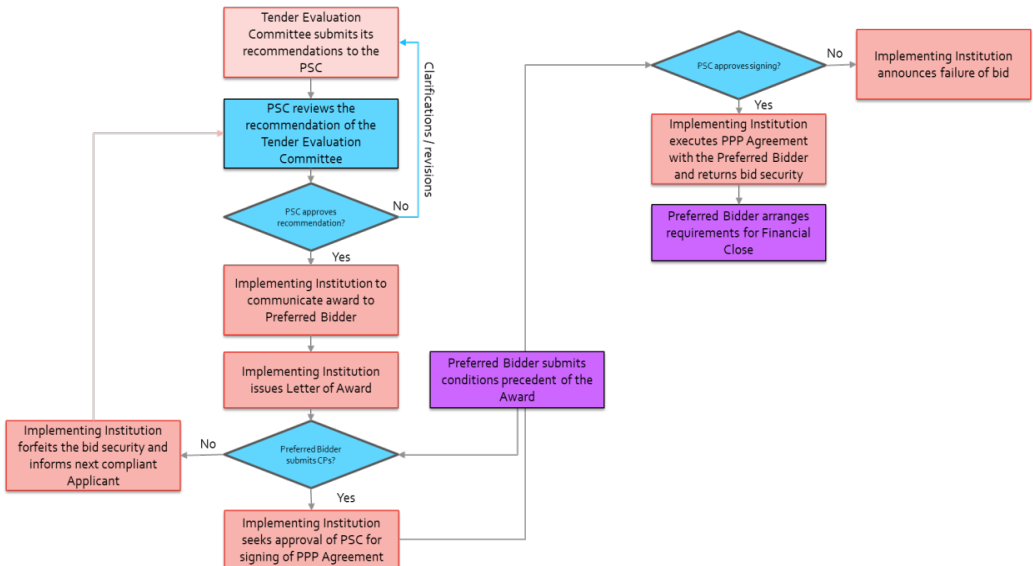 Tender Evaluation
Committee submits its
recommendations to the
PSC
Clarifications / revisions
PSC reviews the
recommendation of the
Tender Evaluation
Committee
PSC approves
recommendation?
No
Yes
Implementing Institution to
communicate award to
Preferred Bidder
Implementing Institution
issues Letter of Award
Preferred Bidder
submits CPs?
No
Implementing Institution
forfeits the bid security and
informs next compliant
Applicant
Yes
Implementing Institution
seeks approval of PSC for
signing of PPP Agreement
Preferred Bidder submits
conditions precedent of the
Award
PSC approves signing?
No
Implementing Institution
announces failure of bid
Yes
Implementing Institution
executes PPP Agreement
with the Preferred Bidder
and returns bid security
Preferred Bidder arranges
requirements for Financial
Close